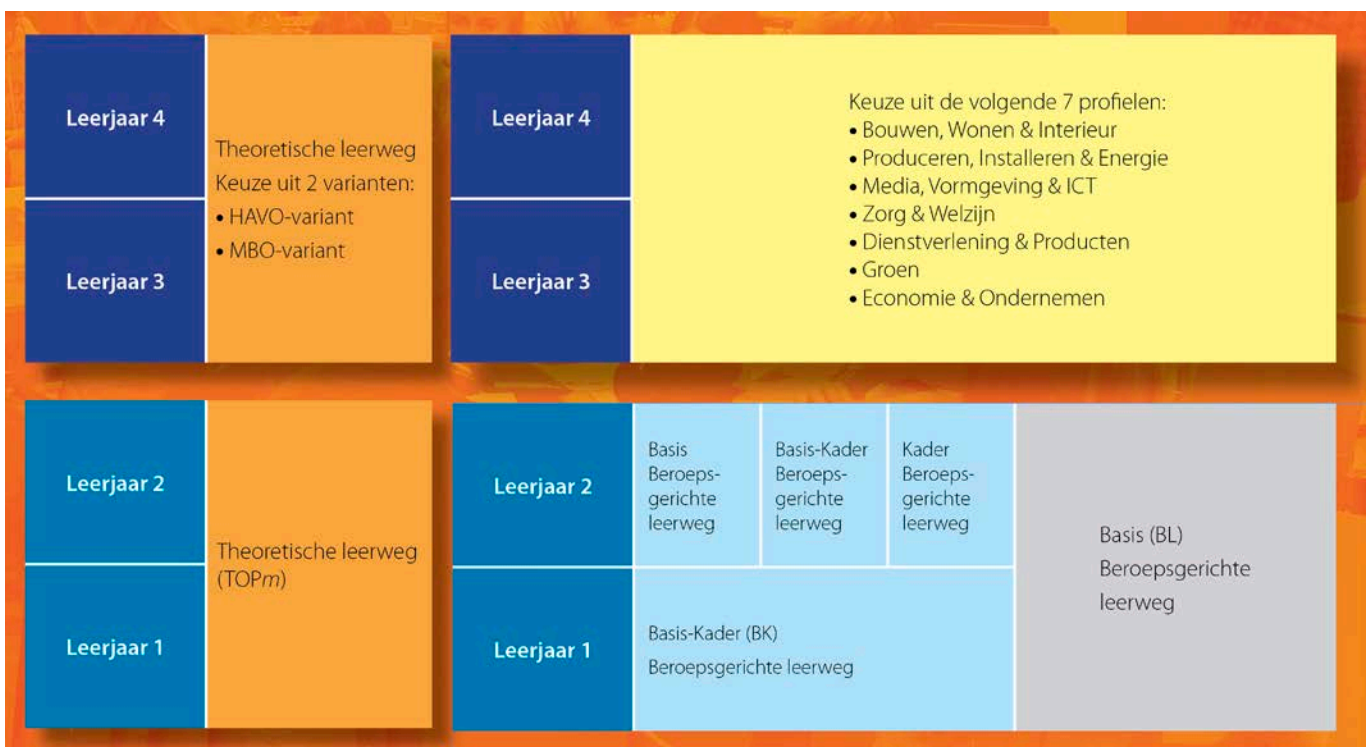 Leerjaar 4
Leerjaar 3
Theoretische leerweg
Keuze uit 2 varianten:
• HAVO-variant
• MBO-variant
Leerjaar 4
Leerjaar 3
Keuze uit de volgende 7 profielen:
• Bouwen, Wonen & Interieur
• Produceren, Installeren & Energie
• Media, Vormgeving & ICT
• Zorg & Welzijn
• Dienstverlening & Producten
• Groen
• Economie & Ondernemen
Leerjaar 2
Leerjaar 1
Theoretische leerweg
(TOPm)
Leerjaar 2
Basis
Beroeps-
gerichte
leerweg
Basis-Kader
Beroeps-
gerichte
leerweg
Kader
Beroeps-
gerichte
leerweg
Leerjaar 1
Basis-Kader (BK)
Beroepsgerichte leerweg
Basis (BL)
Beroepsgerichte
leerweg